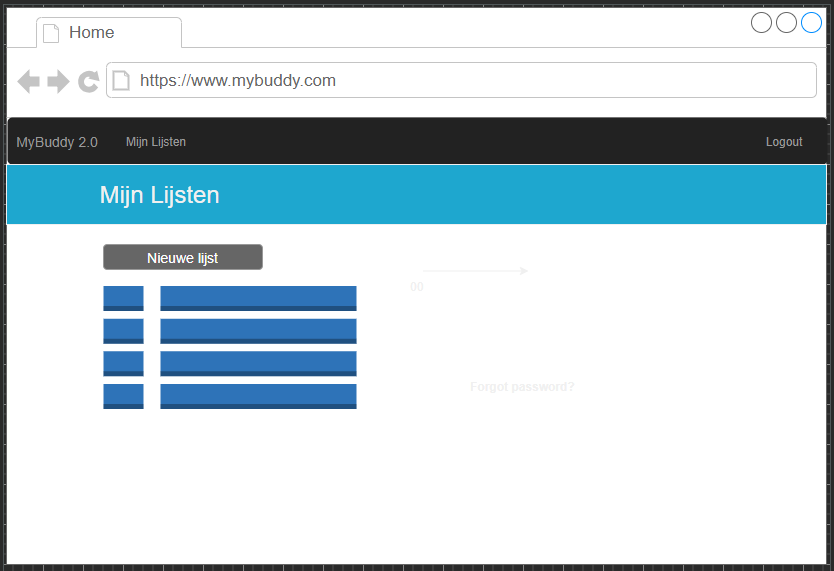 Home
https://www.mybuddy.com
MyBuddy 2.0 Mijn Lijsten Logout
Mijn Lijsten
Nieuwe lijst
00
Forgot password?